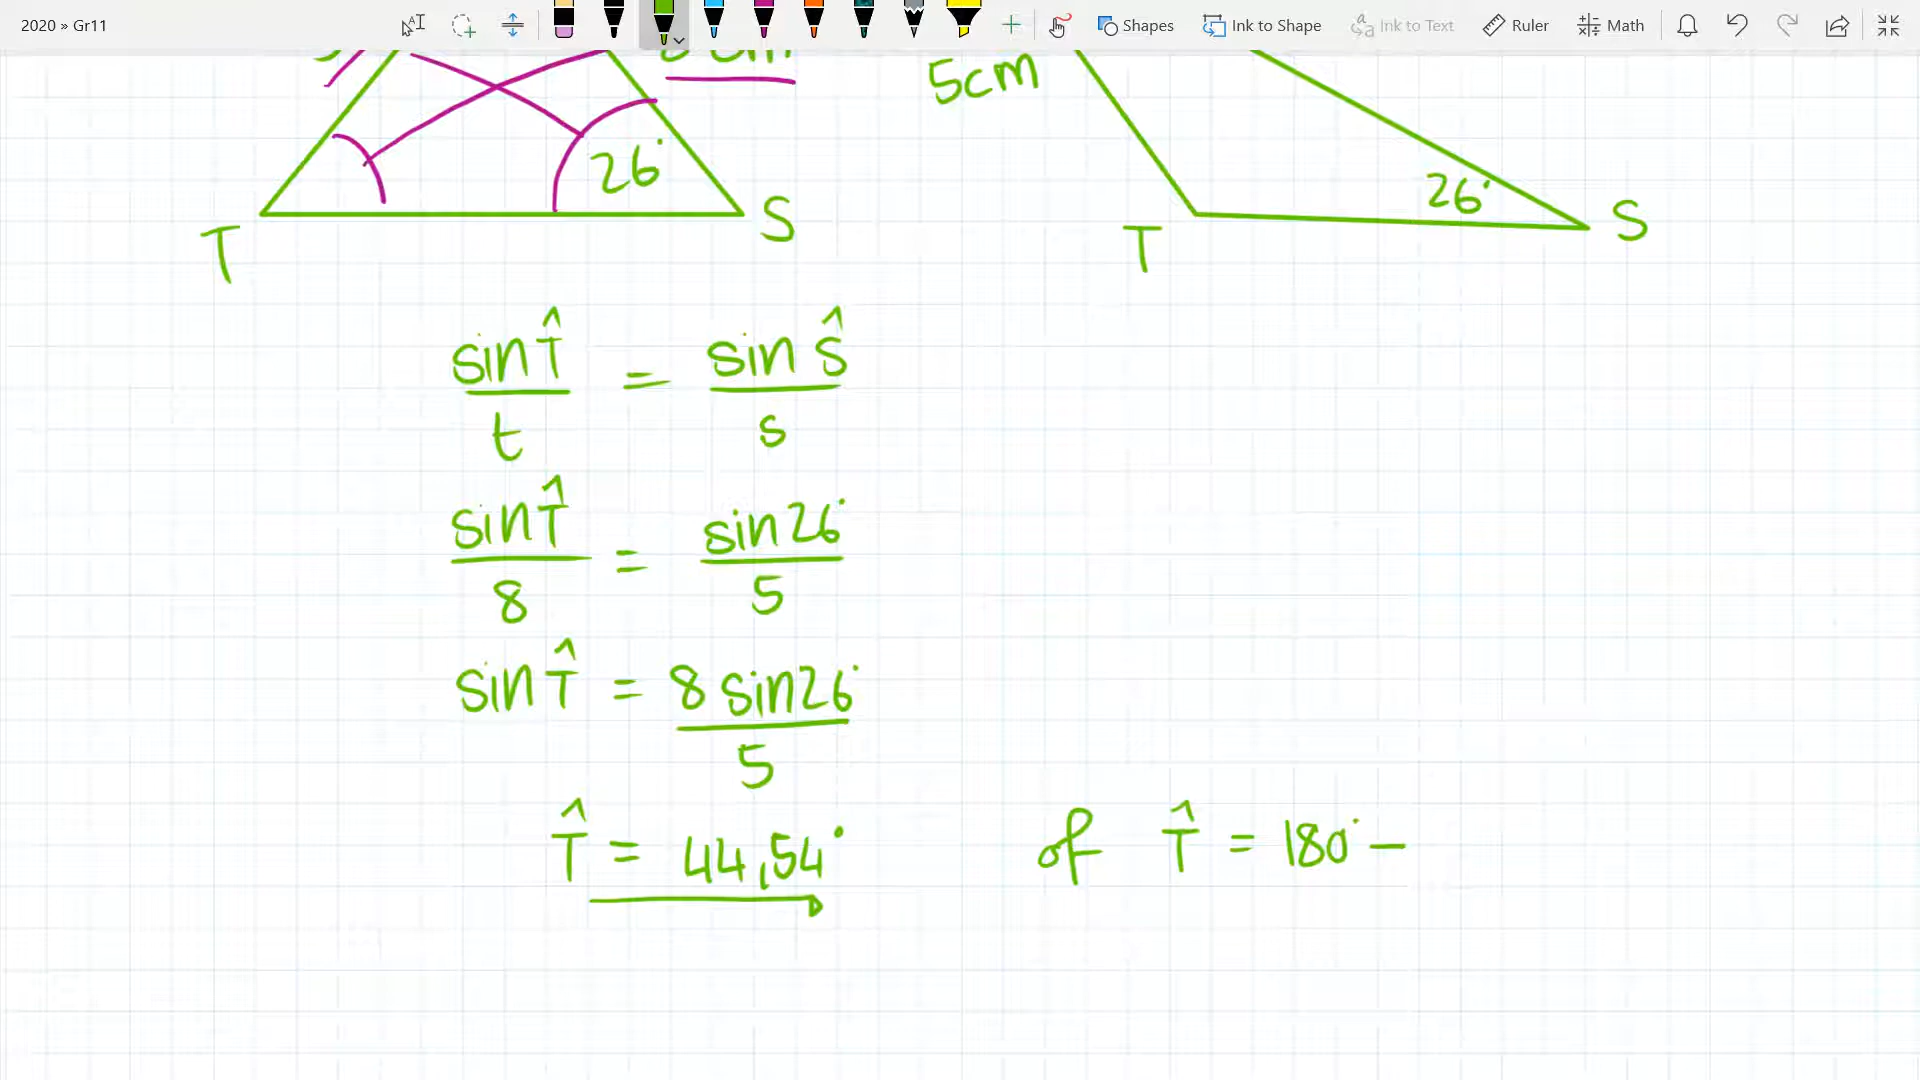 2020 » Gr11
Shapes Ink to Shape Ink to Text Ruler Math
5cm
26°
T S
26°
T S
sin T̂ / t = sin ŝ / s
sin T̂ / 8 = sin 26° / 5
sin T̂ = 8 sin 26° / 5
T̂ = 44,54° of T̂ = 180° –